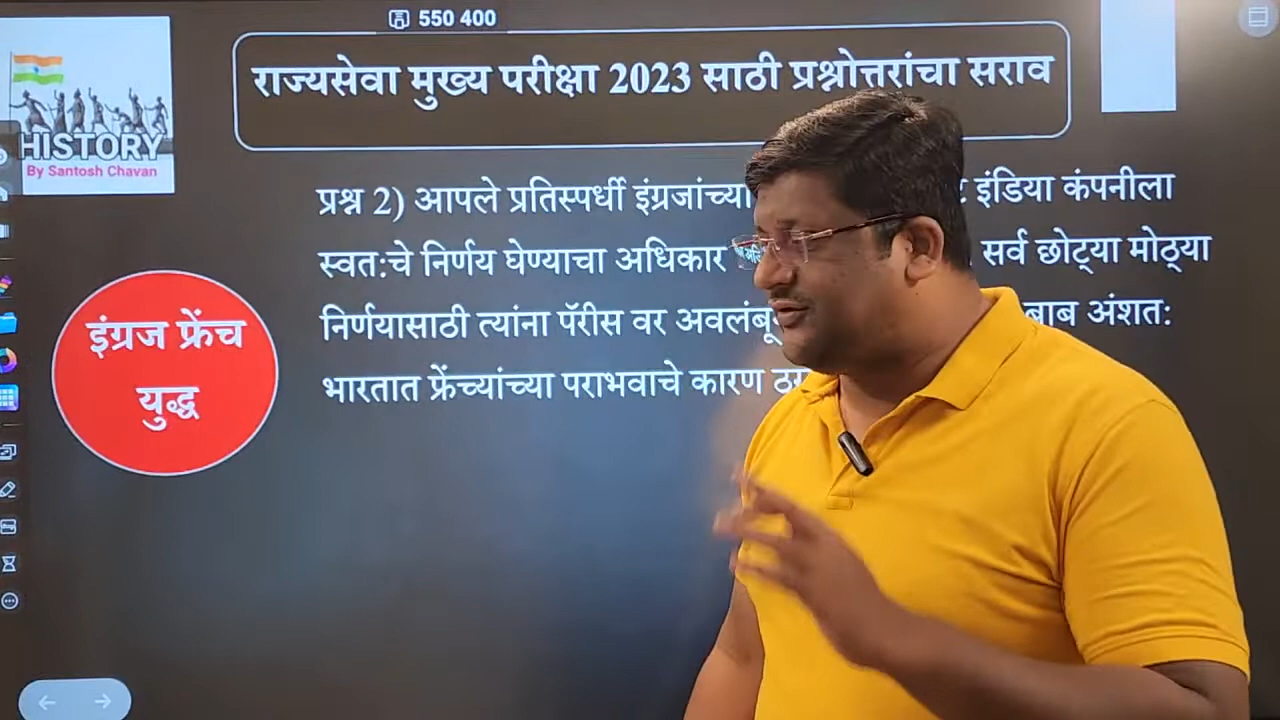 550 400
राज्यसेवा मुख्य परीक्षा 2023 साठी प्रश्नोत्तरांचा सराव
HISTORY
By Santosh Chavan
प्रश्न 2) आपले प्रतिस्पर्धी इंग्रजांच्या इंडिया कंपनीला
स्वत:चे निर्णय घेण्याचा अधिकार सर्व छोट्या मोठ्या
निर्णयासाठी त्यांना पॅरीस वर बाब अंशत:
भारतात फ्रेंच्यांच्या पराभवाचे कारण
इंग्रज फ्रेंच
युद्ध